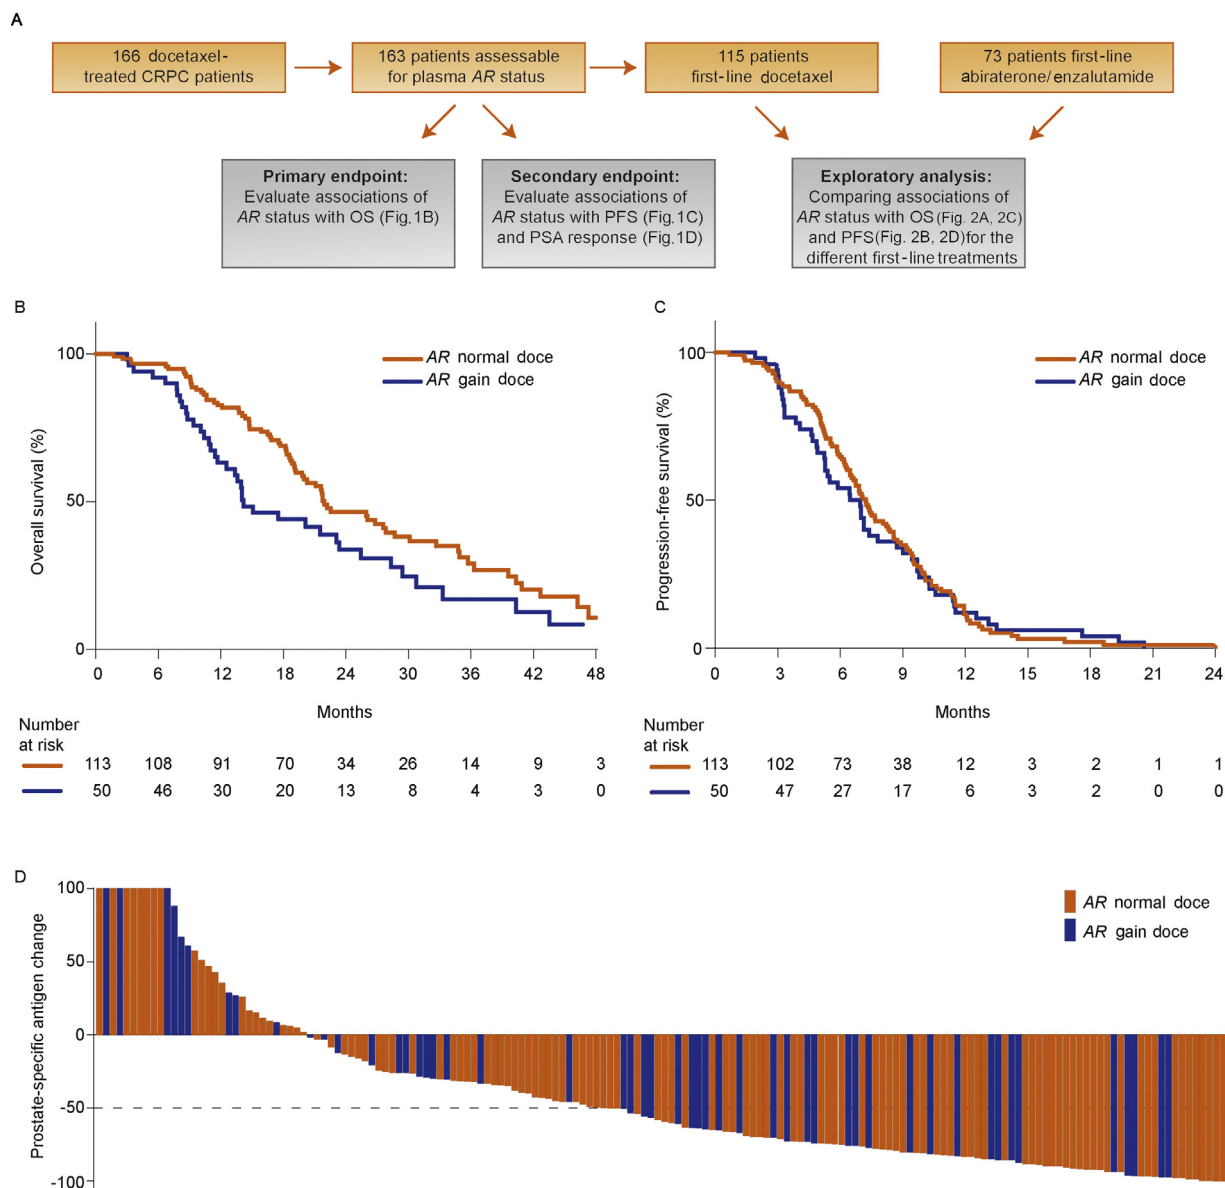 A
166 docetaxel-
treated CRPC patients
163 patients assessable
for plasma AR status
115 patients
first-line docetaxel
73 patients first-line
abiraterone/enzalutamide
Primary endpoint:
Evaluate associations of
AR status with OS (Fig.1B)
Secondary endpoint:
Evaluate associations of
AR status with PFS (Fig.1C)
and PSA response (Fig.1D)
Exploratory analysis:
Comparing associations of
AR status with OS (Fig. 2A, 2C)
and PFS(Fig. 2B, 2D)for the
different first-line treatments
B
Overall survival (%)
100
50
0
AR normal doce
AR gain doce
0 6 12 18 24 30 36 42 48
Months
Number
at risk
113 108 91 70 34 26 14 9 3
50 46 30 20 13 8 4 3 0
C
Progression-free survival (%)
100
50
0
AR normal doce
AR gain doce
0 3 6 9 12 15 18 21 24
Months
Number
at risk
113 102 73 38 12 3 2 1 1
50 47 27 17 6 3 2 0 0
D
Prostate-specific antigen change
100
50
0
-50
-100
AR normal doce
AR gain doce